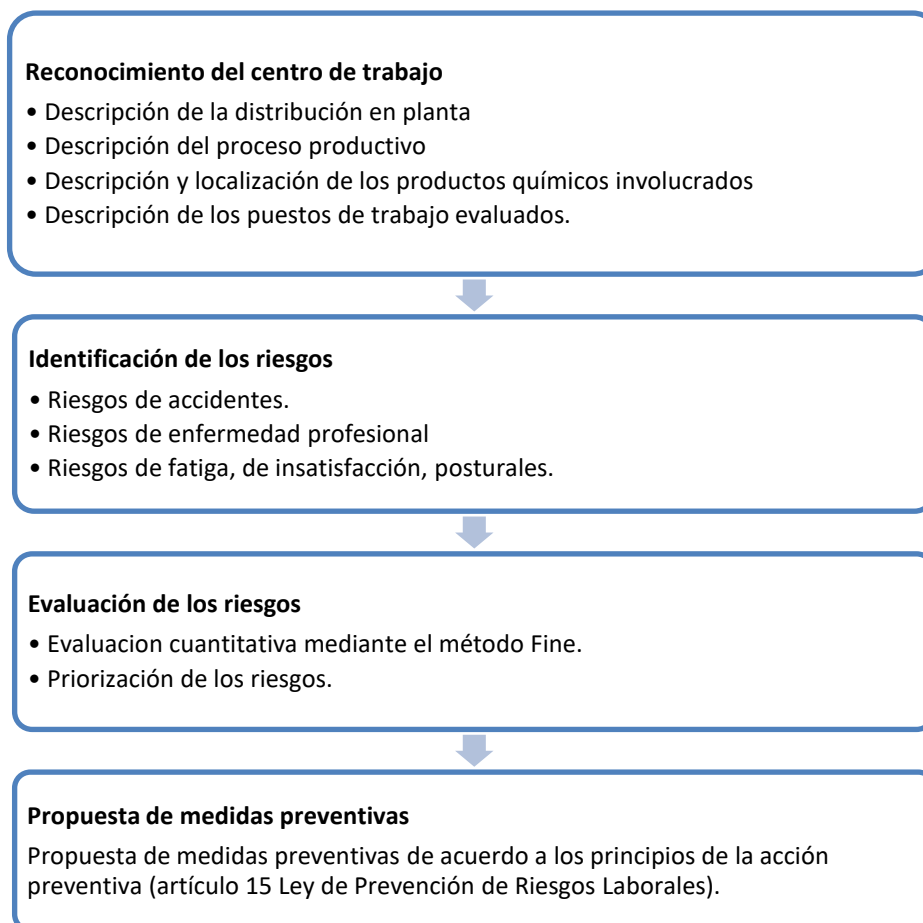 Reconocimiento del centro de trabajo
• Descripción de la distribución en planta
• Descripción del proceso productivo
• Descripción y localización de los productos químicos involucrados
• Descripción de los puestos de trabajo evaluados.
Identificación de los riesgos
• Riesgos de accidentes.
• Riesgos de enfermedad profesional
• Riesgos de fatiga, de insatisfacción, posturales.
Evaluación de los riesgos
• Evaluacion cuantitativa mediante el método Fine.
• Priorización de los riesgos.
Propuesta de medidas preventivas
Propuesta de medidas preventivas de acuerdo a los principios de la acción
preventiva (artículo 15 Ley de Prevención de Riesgos Laborales).